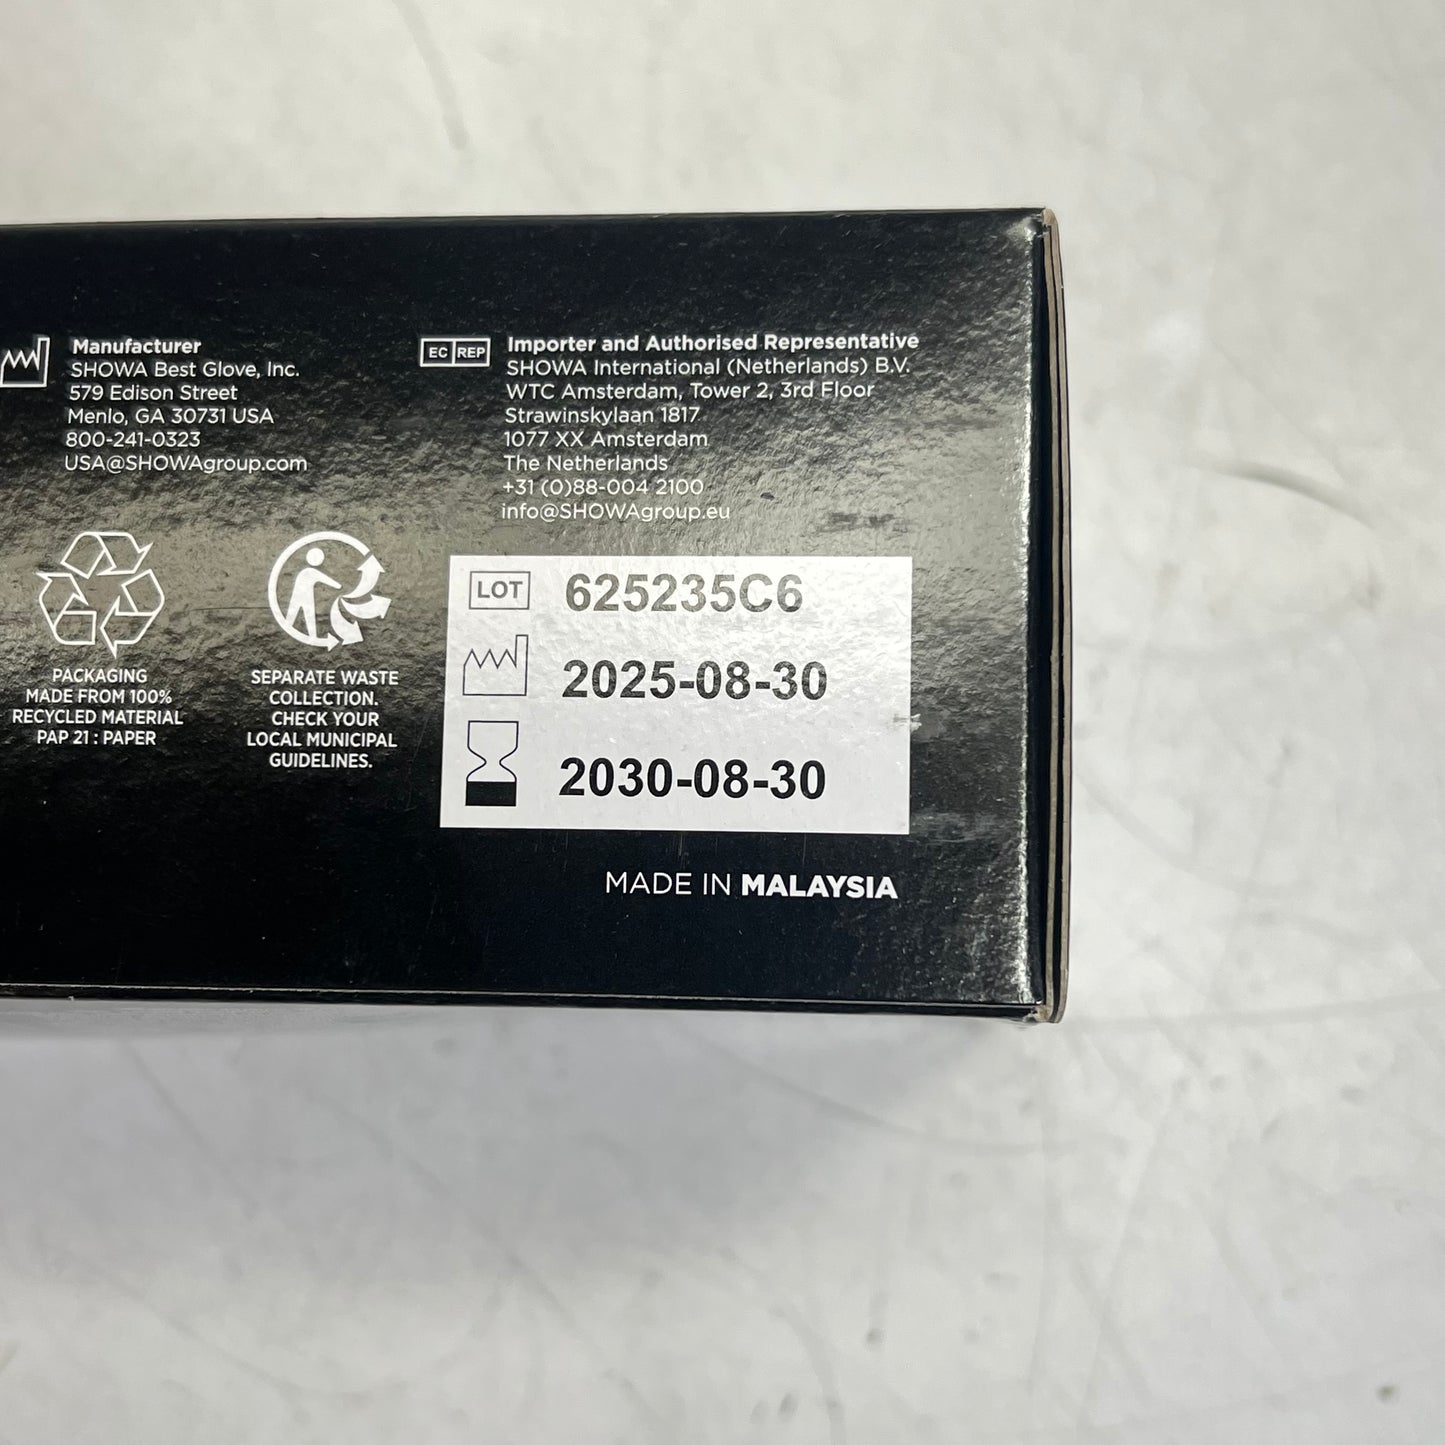 Manufacturer
SHOWA Best Glove, Inc.
579 Edison Street
Menlo, GA 30731 USA
800-241-0323
USA@SHOWAgroup.com
EC REP
Importer and Authorised Representative
SHOWA International (Netherlands) B.V.
WTC Amsterdam, Tower 2, 3rd Floor
Strawinskylaan 1817
1077 XX Amsterdam
The Netherlands
+31 (0)88-004 2100
info@SHOWAgroup.eu
PACKAGING
MADE FROM 100%
RECYCLED MATERIAL
PAP 21 : PAPER
SEPARATE WASTE
COLLECTION.
CHECK YOUR
LOCAL MUNICIPAL
GUIDELINES.
LOT 625235C6
2025-08-30
2030-08-30
MADE IN MALAYSIA